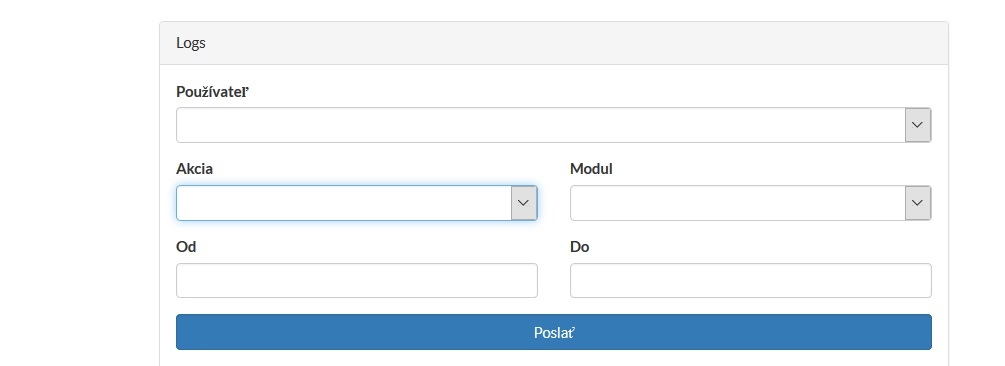 Logs
Používateľ
Akcia Modul
Od Do
Poslať